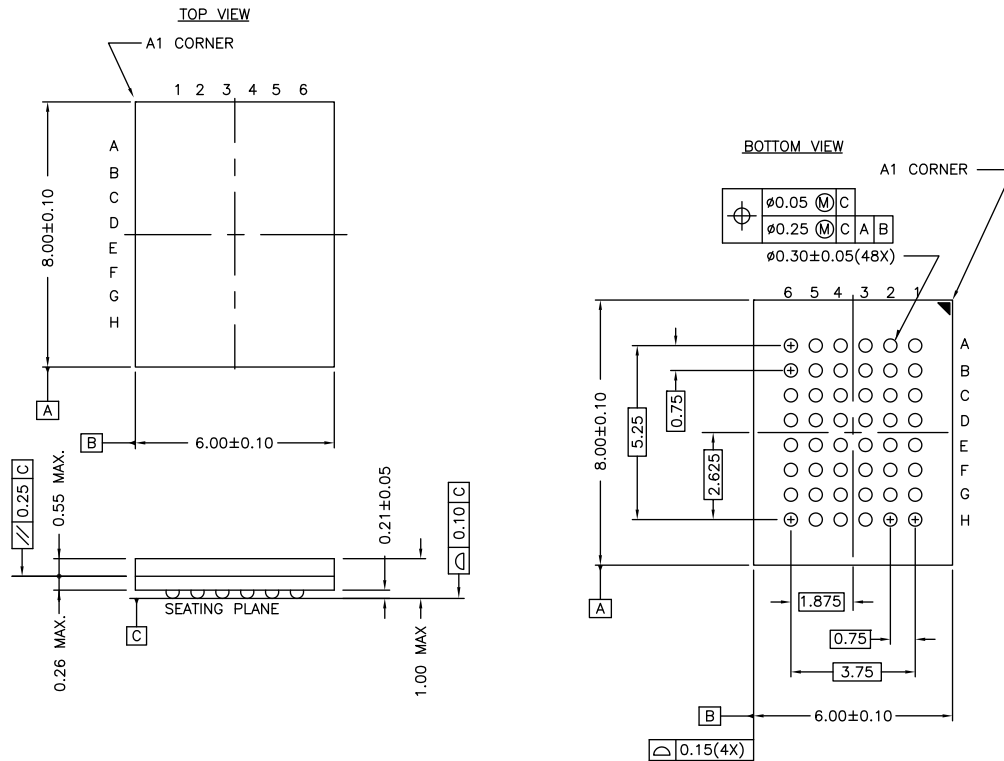 TOP VIEW
A1 CORNER
1 2 3 4 5 6
A
B
C
D
E
F
G
H
8.00±0.10
A
B
6.00±0.10
// 0.25 C
0.55 MAX.
0.21±0.05
⌓ 0.10 C
SEATING PLANE
C
0.26 MAX.
1.00 MAX
BOTTOM VIEW
A1 CORNER
⌖ ø0.05 Ⓜ C
ø0.25 Ⓜ C A B
ø0.30±0.05(48X)
6 5 4 3 2 1
A
B
C
D
E
F
G
H
8.00±0.10
5.25
0.75
2.625
A
1.875
0.75
3.75
B
6.00±0.10
⌓ 0.15(4X)